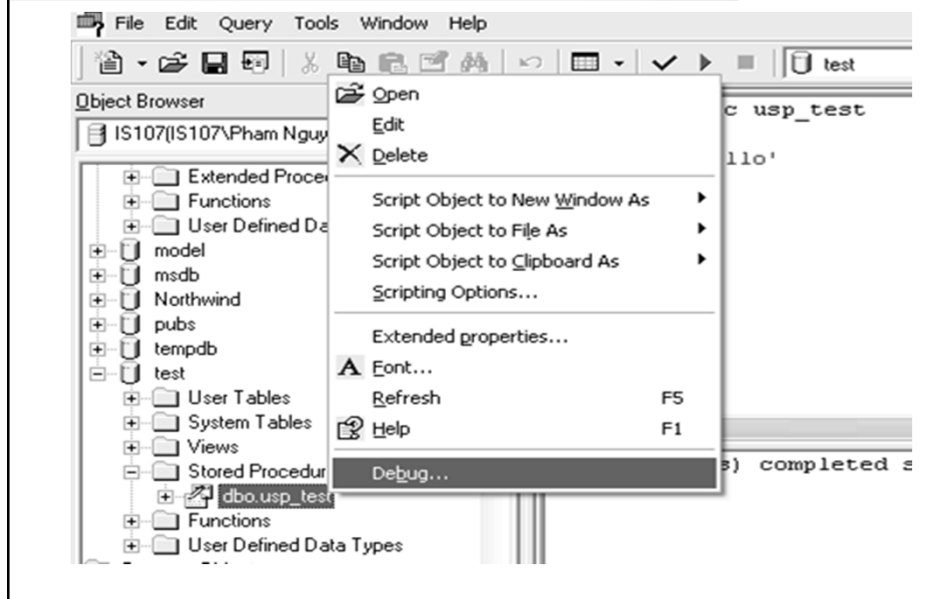 File Edit Query Tools Window Help
test
Object Browser
IS107(IS107\Pham Nguy
Extended Proce
Functions
User Defined Da
model
msdb
Northwind
pubs
tempdb
test
User Tables
System Tables
Views
Stored Procedur
dbo.usp_test
Functions
User Defined Data Types
Open
Edit
Delete
Script Object to New Window As
Script Object to File As
Script Object to Clipboard As
Scripting Options...
Extended properties...
Font...
Refresh F5
Help F1
Debug...
c usp_test
llo'
s) completed s